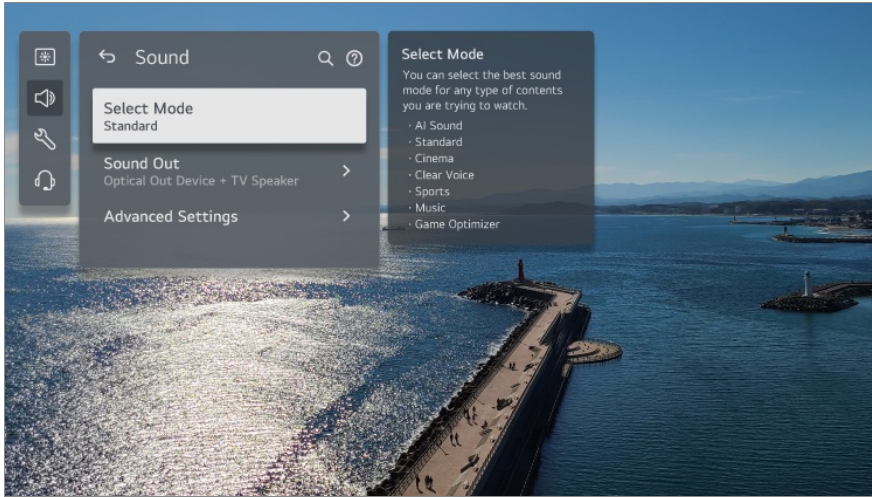 Sound
Select Mode
Standard
Sound Out
Optical Out Device + TV Speaker
Advanced Settings
Select Mode
You can select the best sound
mode for any type of contents
you are trying to watch.
· AI Sound
· Standard
· Cinema
· Clear Voice
· Sports
· Music
· Game Optimizer